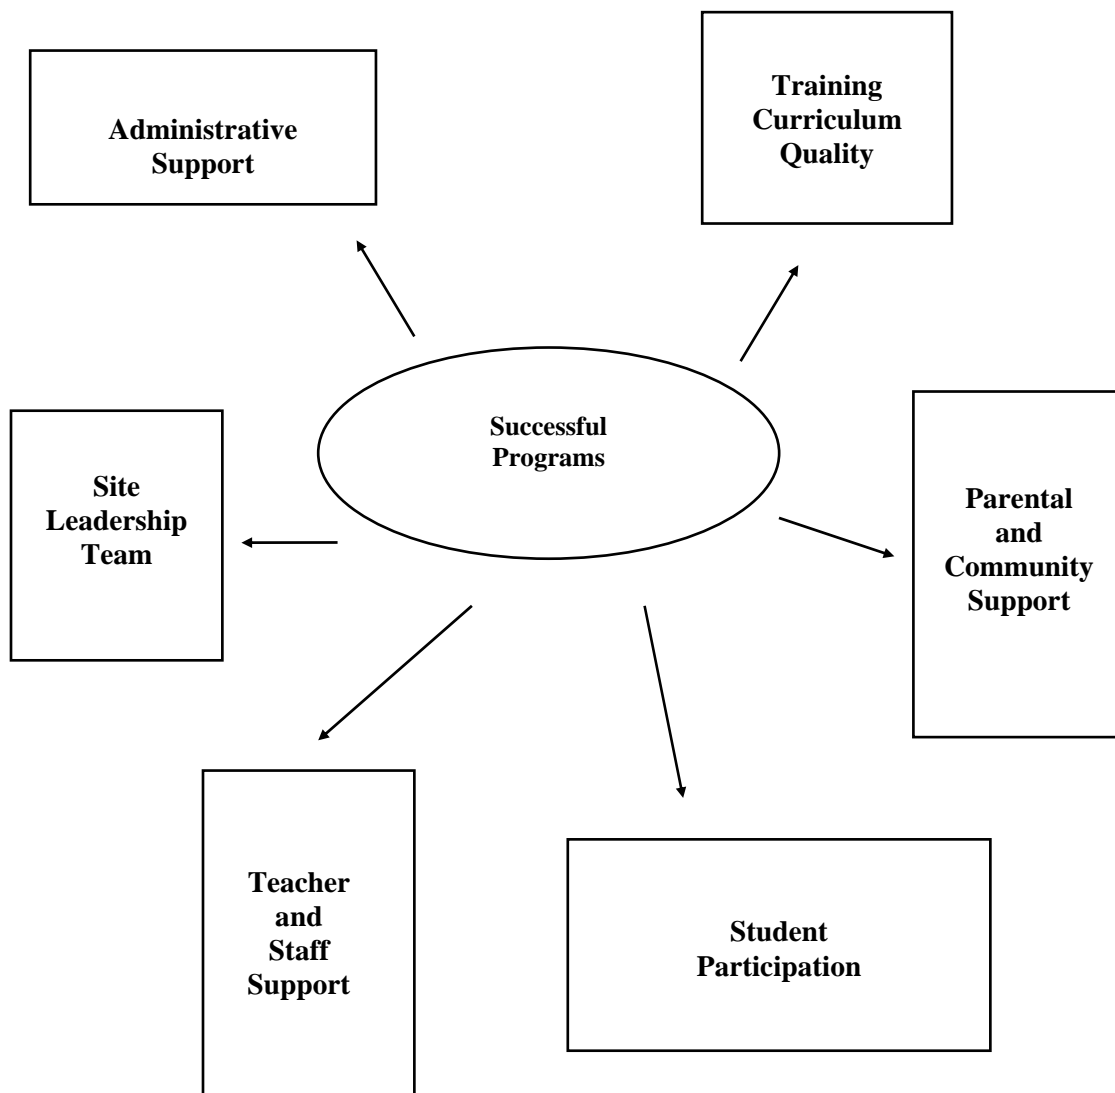 Administrative
Support
Training
Curriculum
Quality
Successful
Programs
Site
Leadership
Team
Parental
and
Community
Support
Teacher
and
Staff
Support
Student
Participation